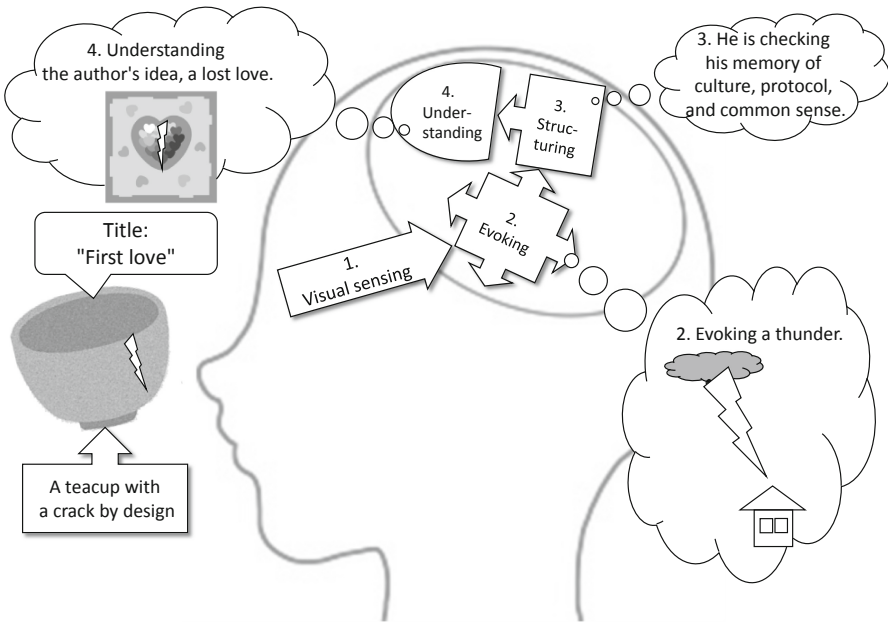 4. Understanding
the author's idea, a lost love.
3. He is checking
his memory of
culture, protocol,
and common sense.
4.
Under-
standing
3.
Struc-
turing
2.
Evoking
1.
Visual sensing
Title:
"First love"
2. Evoking a thunder.
A teacup with
a crack by design